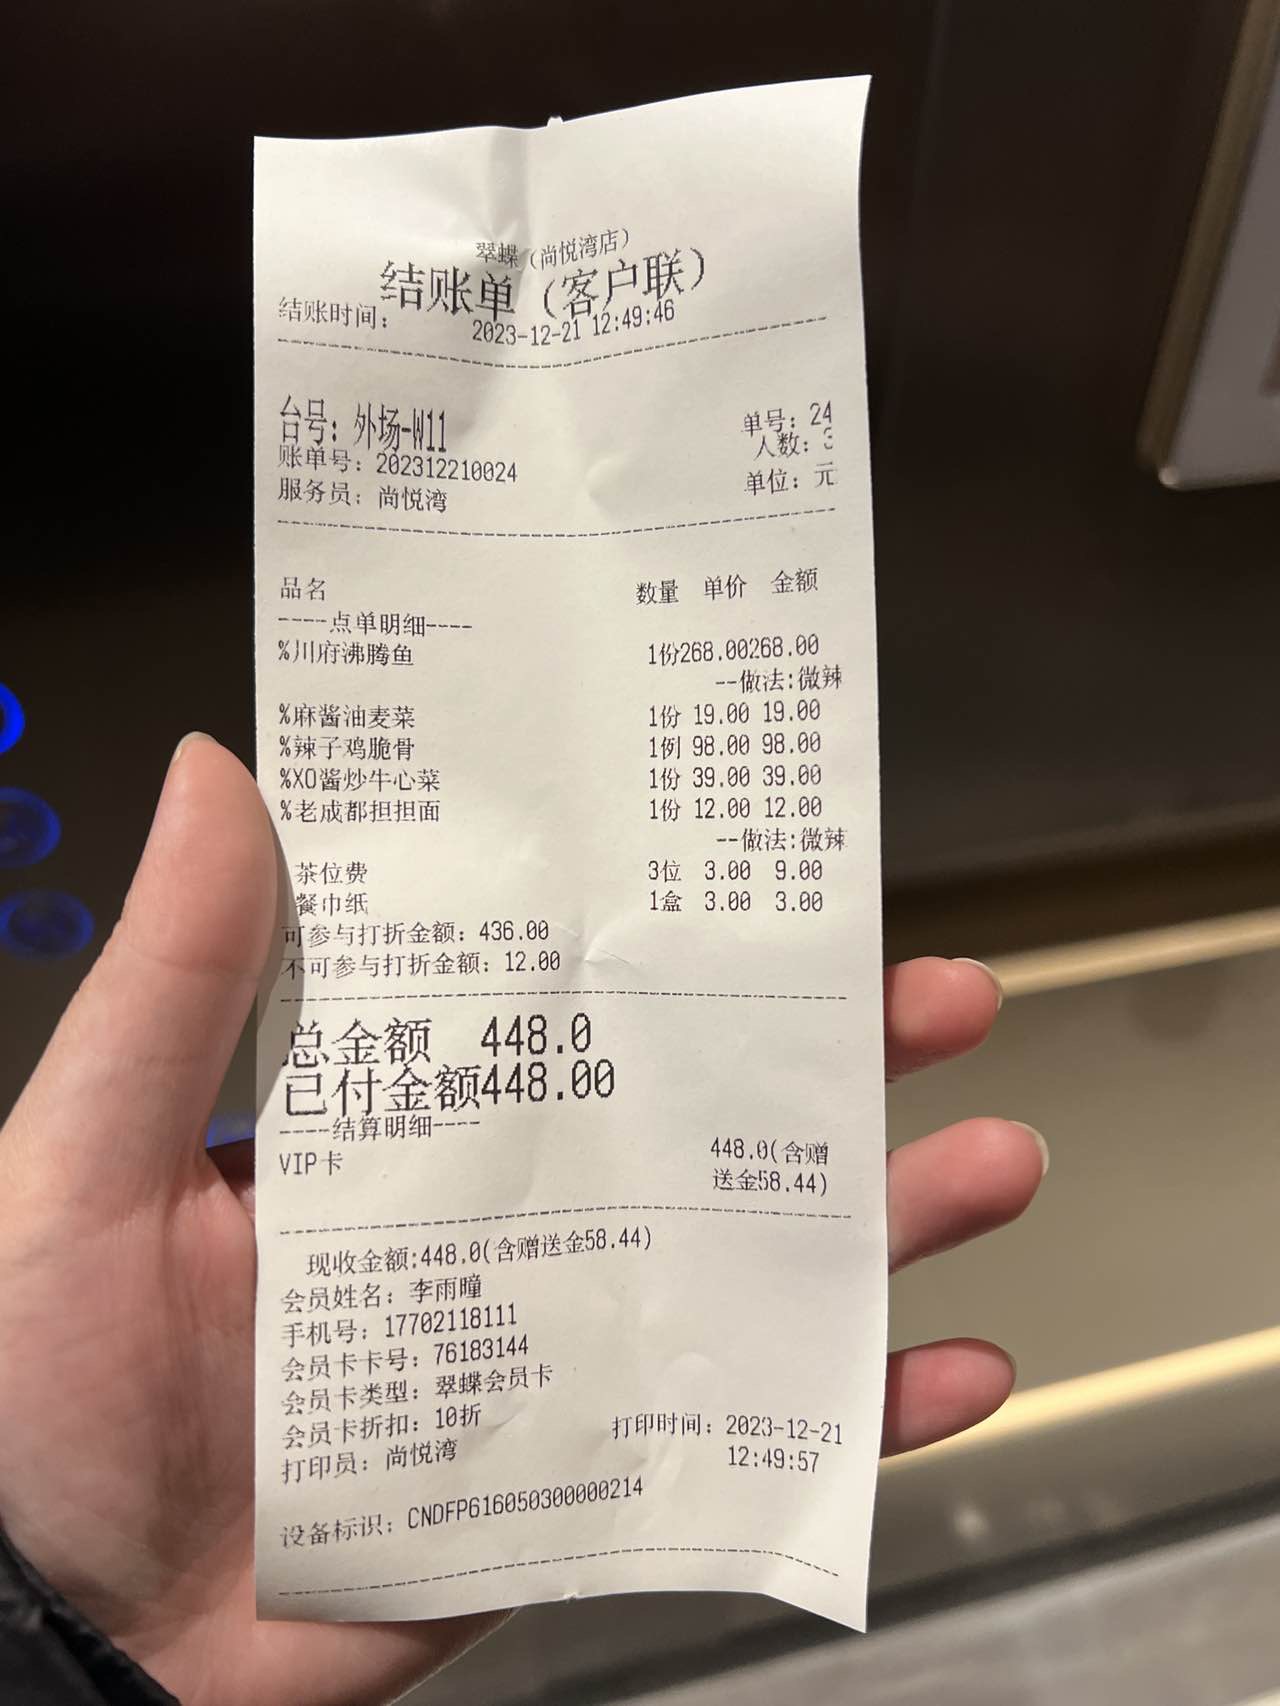 翠蝶（尚悦湾店）
结账单（客户联）
结账时间： 2023-12-21 12:49:46
台号：外场-W11 单号：24
人数：3
账单号：202312210024
服务员：尚悦湾 单位：元
品名 数量 单价 金额
----点单明细----
%川府沸腾鱼 1份268.00268.00
--做法:微辣
%麻酱油麦菜 1份 19.00 19.00
%辣子鸡脆骨 1例 98.00 98.00
%XO酱炒牛心菜 1份 39.00 39.00
%老成都担担面 1份 12.00 12.00
--做法:微辣
茶位费 3位 3.00 9.00
餐巾纸 1盒 3.00 3.00
可参与打折金额：436.00
不可参与打折金额：12.00
总金额 448.0
已付金额448.00
----结算明细----
VIP卡 448.0(含赠
送金58.44)
现收金额:448.0(含赠送金58.44)
会员姓名：李雨瞳
手机号：17702118111
会员卡卡号：76183144
会员卡类型：翠蝶会员卡
会员卡折扣：10折
打印员：尚悦湾 打印时间：2023-12-21
12:49:57
设备标识：CNDFP616050300000214